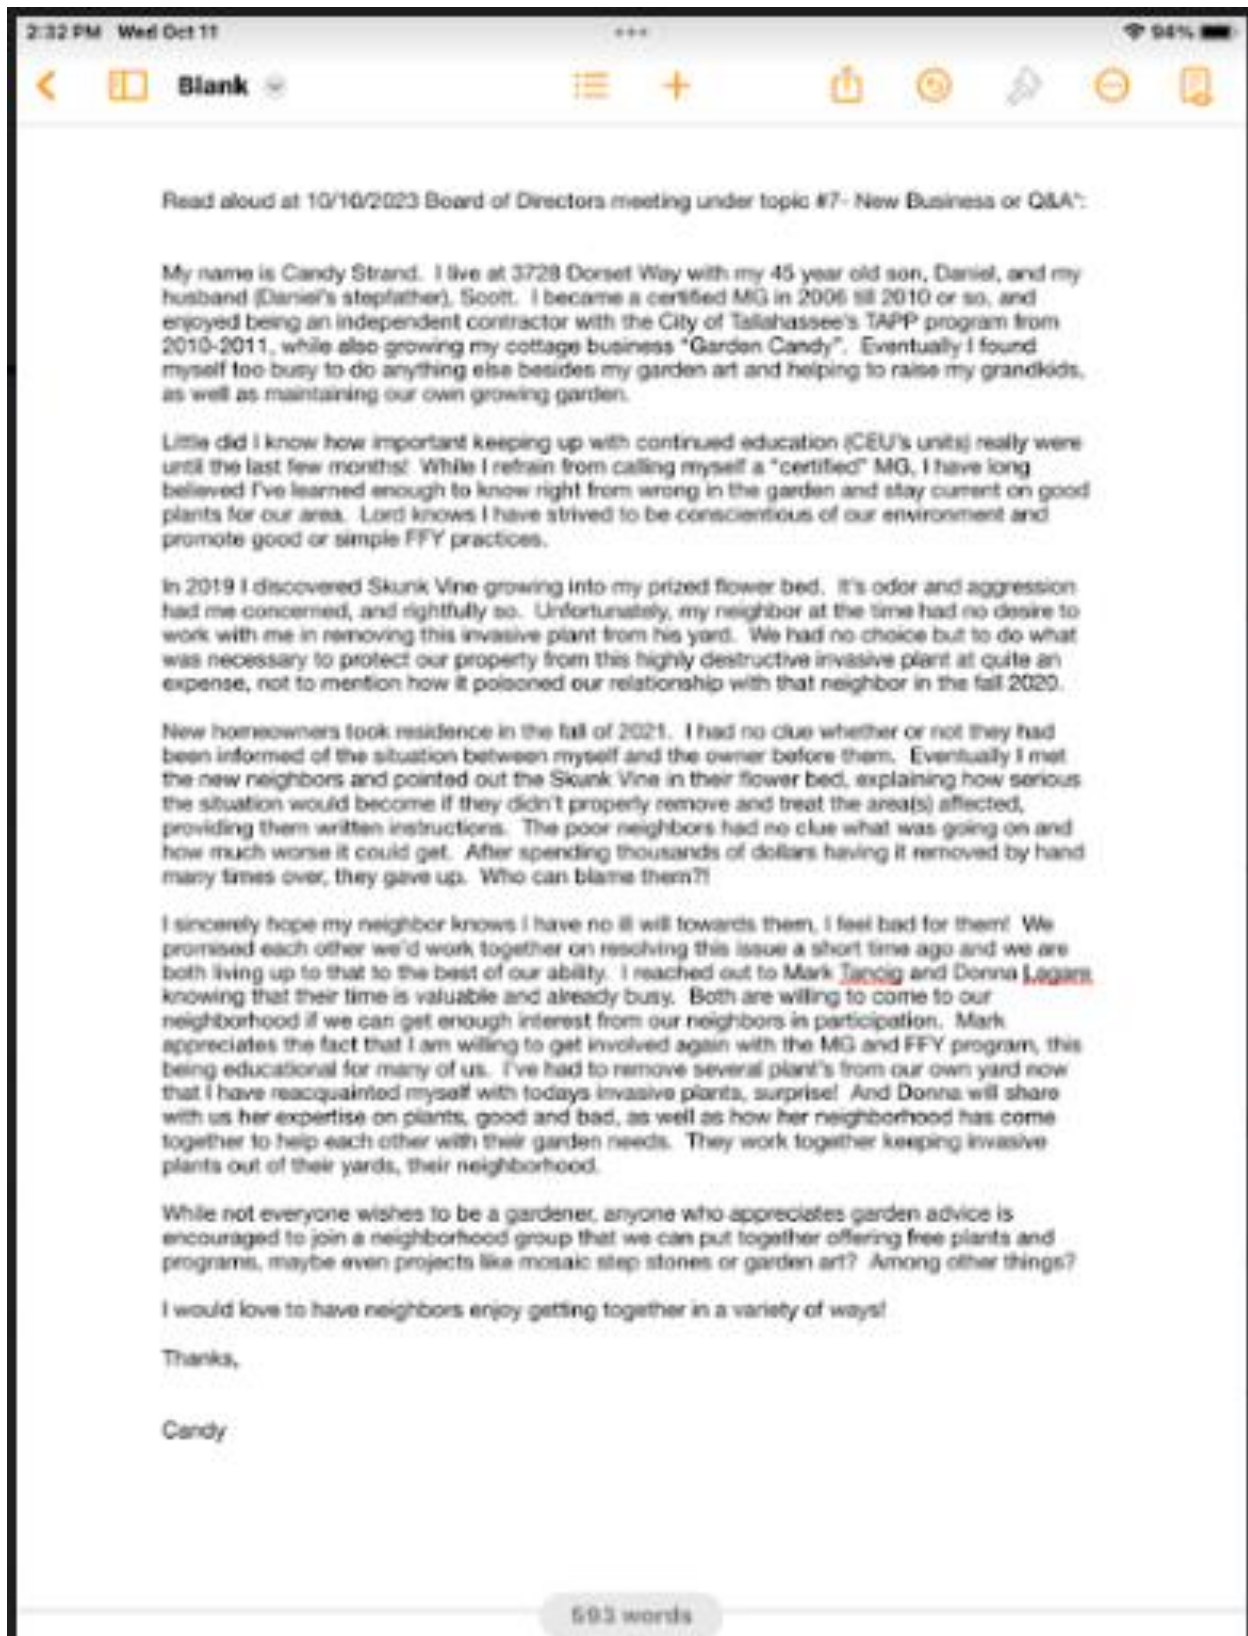 2:32 PM Wed Oct 11
94%
Blank
Read aloud at 10/10/2023 Board of Directors meeting under topic #7- New Business or Q&A":
My name is Candy Strand. I live at 3728 Dorset Way with my 45 year old son, Daniel, and my
husband (Daniel's stepfather), Scott. I became a certified MG in 2006 till 2010 or so, and
enjoyed being an independent contractor with the City of Tallahassee's TAPP program from
2010-2011, while also growing my cottage business "Garden Candy". Eventually I found
myself too busy to do anything else besides my garden art and helping to raise my grandkids,
as well as maintaining our own growing garden.
Little did I know how important keeping up with continued education (CEU's units) really were
until the last few months! While I refrain from calling myself a "certified" MG, I have long
believed I've learned enough to know right from wrong in the garden and stay current on good
plants for our area. Lord knows I have strived to be conscientious of our environment and
promote good or simple FFY practices.
In 2019 I discovered Skunk Vine growing into my prized flower bed. It's odor and aggression
had me concerned, and rightfully so. Unfortunately, my neighbor at the time had no desire to
work with me in removing this invasive plant from his yard. We had no choice but to do what
was necessary to protect our property from this highly destructive invasive plant at quite an
expense, not to mention how it poisoned our relationship with that neighbor in the fall 2020.
New homeowners took residence in the fall of 2021. I had no clue whether or not they had
been informed of the situation between myself and the owner before them. Eventually I met
the new neighbors and pointed out the Skunk Vine in their flower bed, explaining how serious
the situation would become if they didn't properly remove and treat the area(s) affected,
providing them written instructions. The poor neighbors had no clue what was going on and
how much worse it could get. After spending thousands of dollars having it removed by hand
many times over, they gave up. Who can blame them?!
I sincerely hope my neighbor knows I have no ill will towards them, I feel bad for them! We
promised each other we'd work together on resolving this issue a short time ago and we are
both living up to that to the best of our ability. I reached out to Mark Tancig and Donna Legare
knowing that their time is valuable and already busy. Both are willing to come to our
neighborhood if we can get enough interest from our neighbors in participation. Mark
appreciates the fact that I am willing to get involved again with the MG and FFY program, this
being educational for many of us. I've had to remove several plant's from our own yard now
that I have reacquainted myself with todays invasive plants, surprise! And Donna will share
with us her expertise on plants, good and bad, as well as how her neighborhood has come
together to help each other with their garden needs. They work together keeping invasive
plants out of their yards, their neighborhood.
While not everyone wishes to be a gardener, anyone who appreciates garden advice is
encouraged to join a neighborhood group that we can put together offering free plants and
programs, maybe even projects like mosaic step stones or garden art? Among other things?
I would love to have neighbors enjoy getting together in a variety of ways!
Thanks,
Candy
593 words